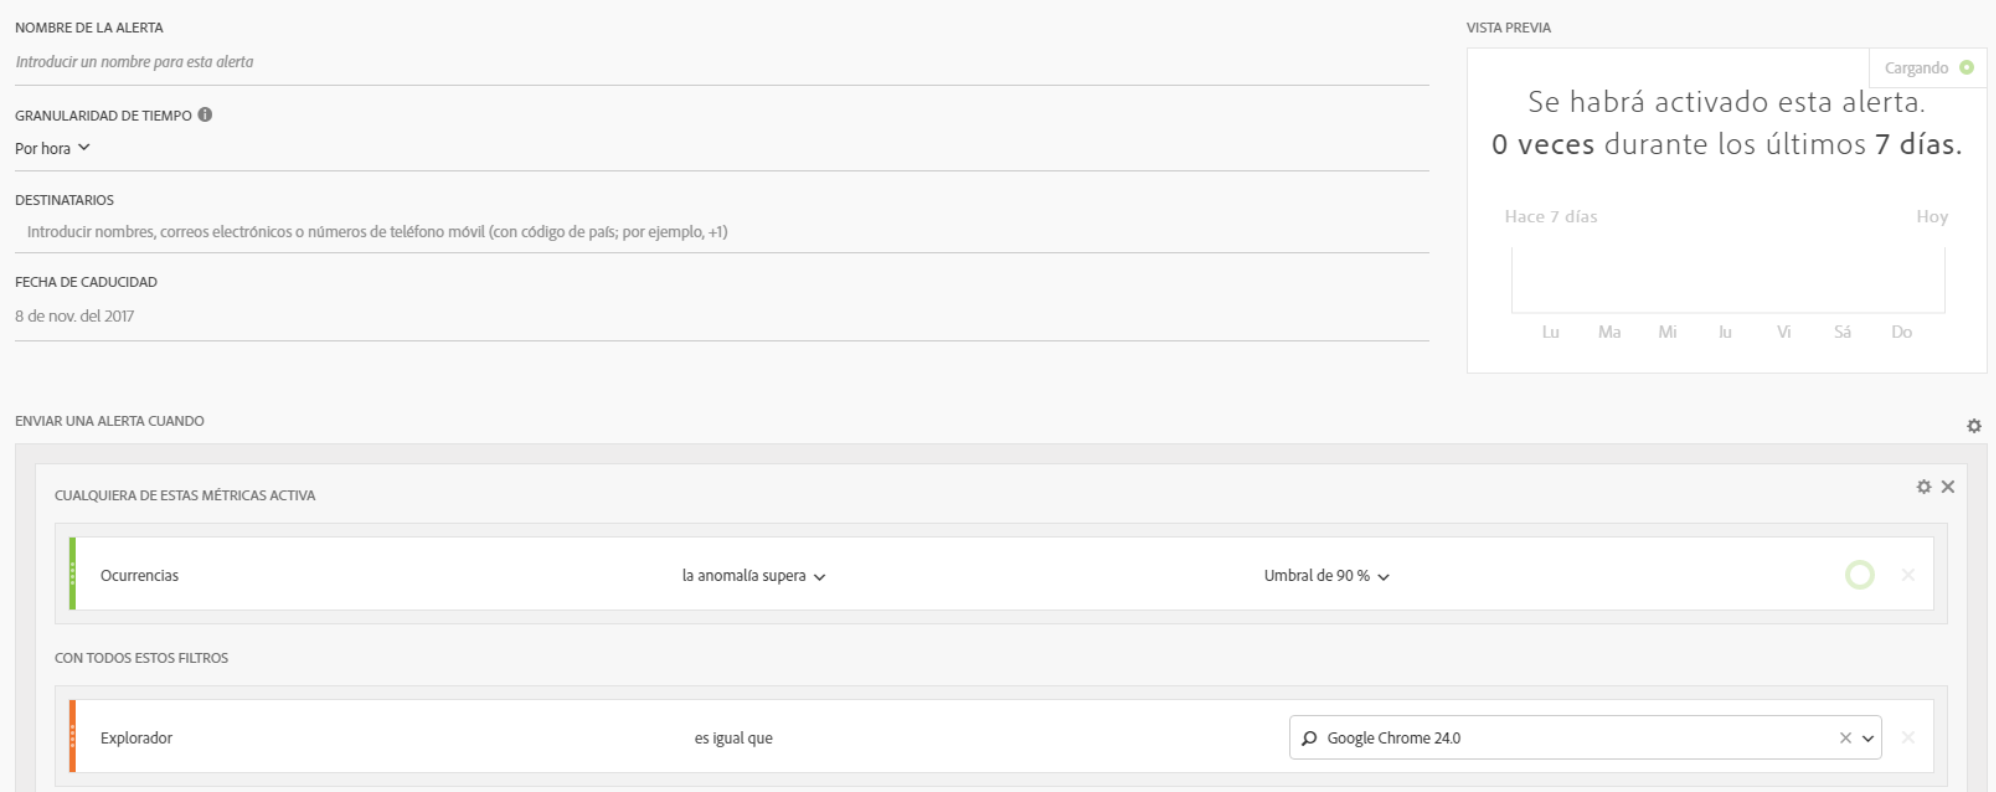 NOMBRE DE LA ALERTA
Introducir un nombre para esta alerta
GRANULARIDAD DE TIEMPO
Por hora
DESTINATARIOS
Introducir nombres, correos electrónicos o números de teléfono móvil (con código de país; por ejemplo, +1)
FECHA DE CADUCIDAD
8 de nov. del 2017
VISTA PREVIA
Cargando
Se habrá activado esta alerta.
0 veces durante los últimos 7 días.
Hace 7 días Hoy
Lu Ma Mi Ju Vi Sá Do
ENVIAR UNA ALERTA CUANDO
CUALQUIERA DE ESTAS MÉTRICAS ACTIVA
Ocurrencias la anomalía supera Umbral de 90 %
CON TODOS ESTOS FILTROS
Explorador es igual que Google Chrome 24.0